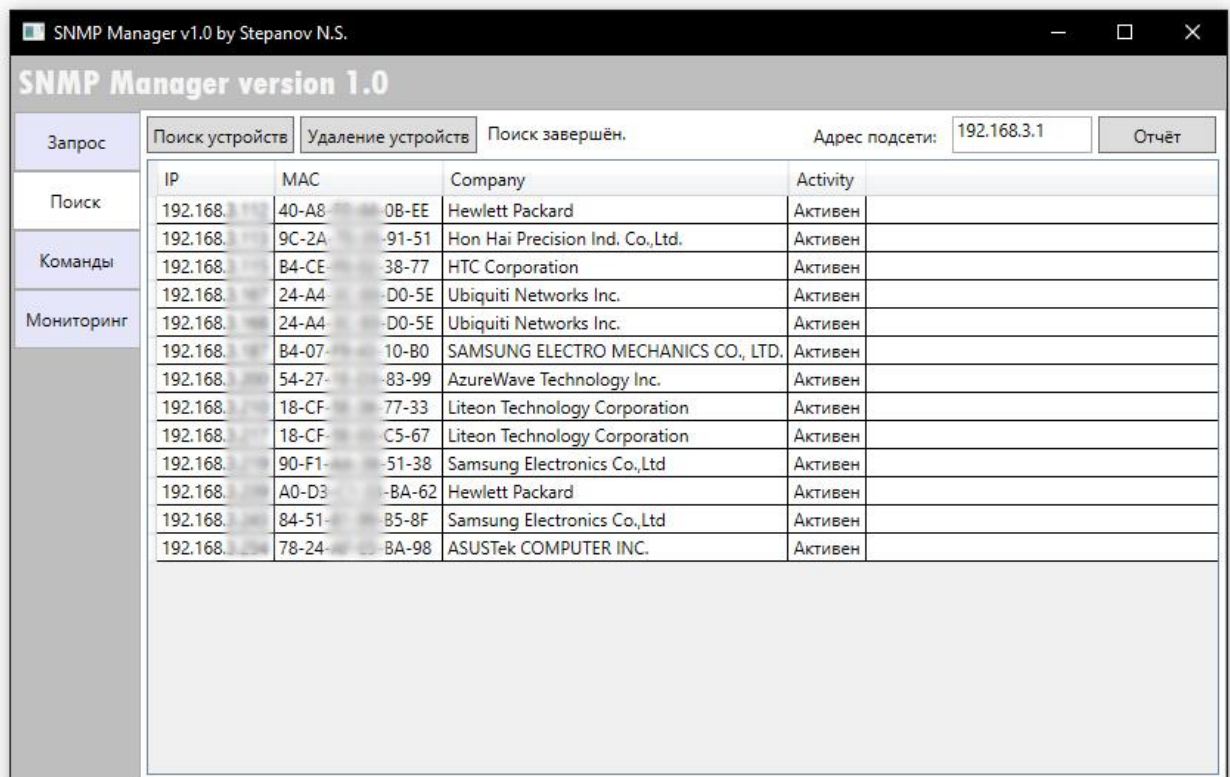 SNMP Manager v1.0 by Stepanov N.S.
SNMP Manager version 1.0
Запрос
Поиск
Команды
Мониторинг
Поиск устройств Удаление устройств Поиск завершён. Адрес подсети: 192.168.3.1 Отчёт
IP MAC Company Activity
192.168. 40-A8- 0B-EE Hewlett Packard Активен
192.168. 9C-2A -91-51 Hon Hai Precision Ind. Co.,Ltd. Активен
192.168. B4-CE- -38-77 HTC Corporation Активен
192.168. 24-A4- -D0-5E Ubiquiti Networks Inc. Активен
192.168. 24-A4- -D0-5E Ubiquiti Networks Inc. Активен
192.168. B4-07- 10-B0 SAMSUNG ELECTRO MECHANICS CO., LTD. Активен
192.168. 54-27- -83-99 AzureWave Technology Inc. Активен
192.168. 18-CF- -77-33 Liteon Technology Corporation Активен
192.168. 18-CF- C5-67 Liteon Technology Corporation Активен
192.168. 90-F1- -51-38 Samsung Electronics Co.,Ltd Активен
192.168. A0-D3 -BA-62 Hewlett Packard Активен
192.168. 84-51- B5-8F Samsung Electronics Co.,Ltd Активен
192.168. 78-24- BA-98 ASUSTek COMPUTER INC. Активен